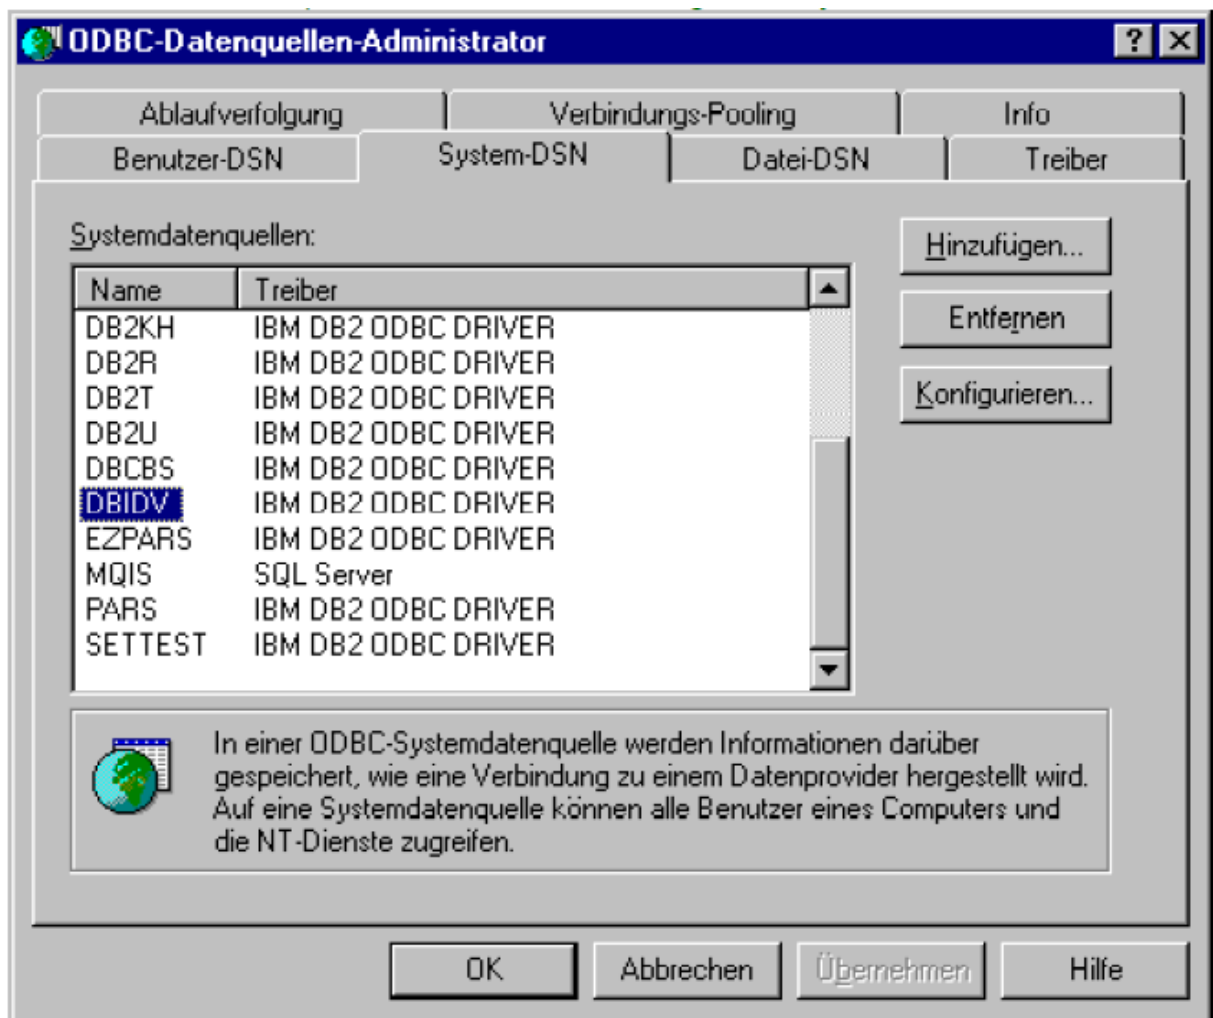 ODBC-Datenquellen-Administrator
Ablaufverfolgung Verbindungs-Pooling Info
Benutzer-DSN System-DSN Datei-DSN Treiber
Systemdatenquellen:
Hinzufügen...
Entfernen
Konfigurieren...
Name Treiber
DB2KH IBM DB2 ODBC DRIVER
DB2R IBM DB2 ODBC DRIVER
DB2T IBM DB2 ODBC DRIVER
DB2U IBM DB2 ODBC DRIVER
DBCBS IBM DB2 ODBC DRIVER
DBIDV IBM DB2 ODBC DRIVER
EZPARS IBM DB2 ODBC DRIVER
MQIS SQL Server
PARS IBM DB2 ODBC DRIVER
SETTEST IBM DB2 ODBC DRIVER
In einer ODBC-Systemdatenquelle werden Informationen darüber
gespeichert, wie eine Verbindung zu einem Datenprovider hergestellt wird.
Auf eine Systemdatenquelle können alle Benutzer eines Computers und
die NT-Dienste zugreifen.
OK Abbrechen Übernehmen Hilfe